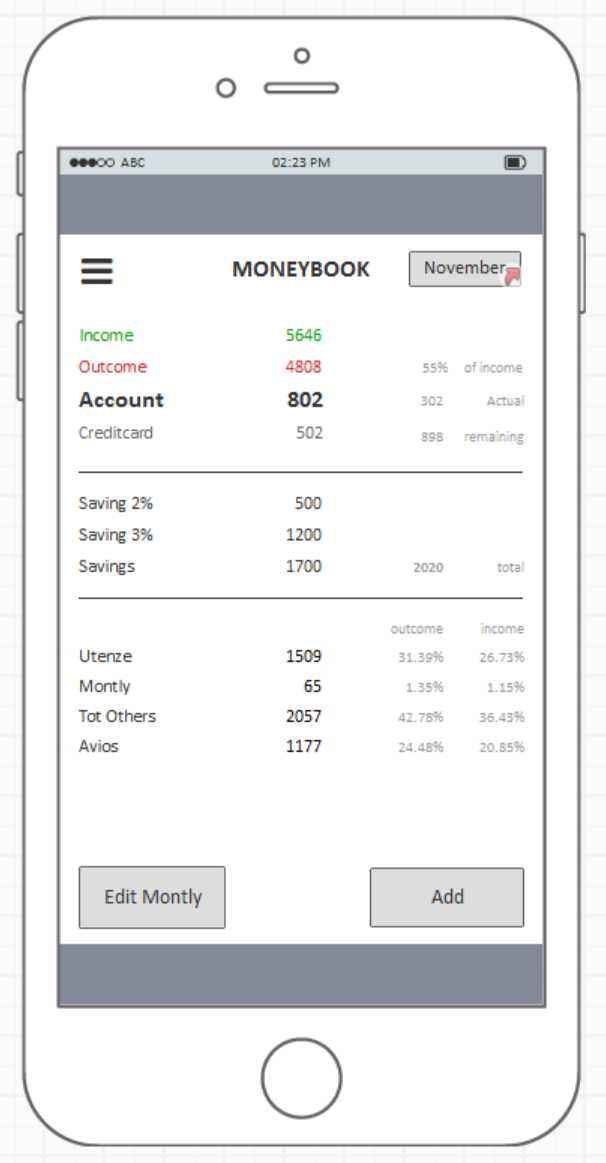 ABC 02:23 PM
MONEYBOOK November
Income 5646
Outcome 4808 55% of income
Account 802 302 Actual
Creditcard 502 898 remaining
Saving 2% 500
Saving 3% 1200
Savings 1700 2020 total
outcome income
Utenze 1509 31.39% 26.73%
Montly 65 1.35% 1.15%
Tot Others 2057 42.78% 36.43%
Avios 1177 24.48% 20.85%
Edit Montly Add